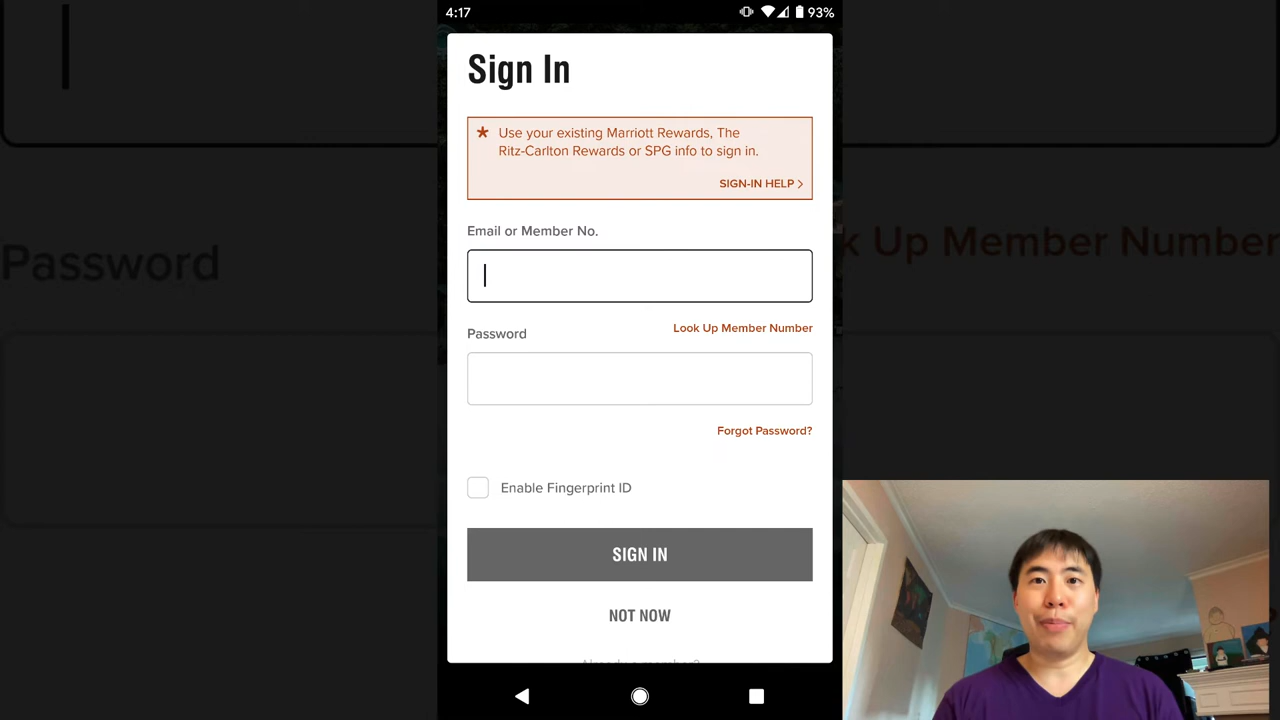 4:17
93%
Sign In
* Use your existing Marriott Rewards, The
Ritz-Carlton Rewards or SPG info to sign in.
SIGN-IN HELP >
Email or Member No.
Look Up Member Number
Password
Forgot Password?
Enable Fingerprint ID
SIGN IN
NOT NOW
Already a member?
Password
k Up Member Number